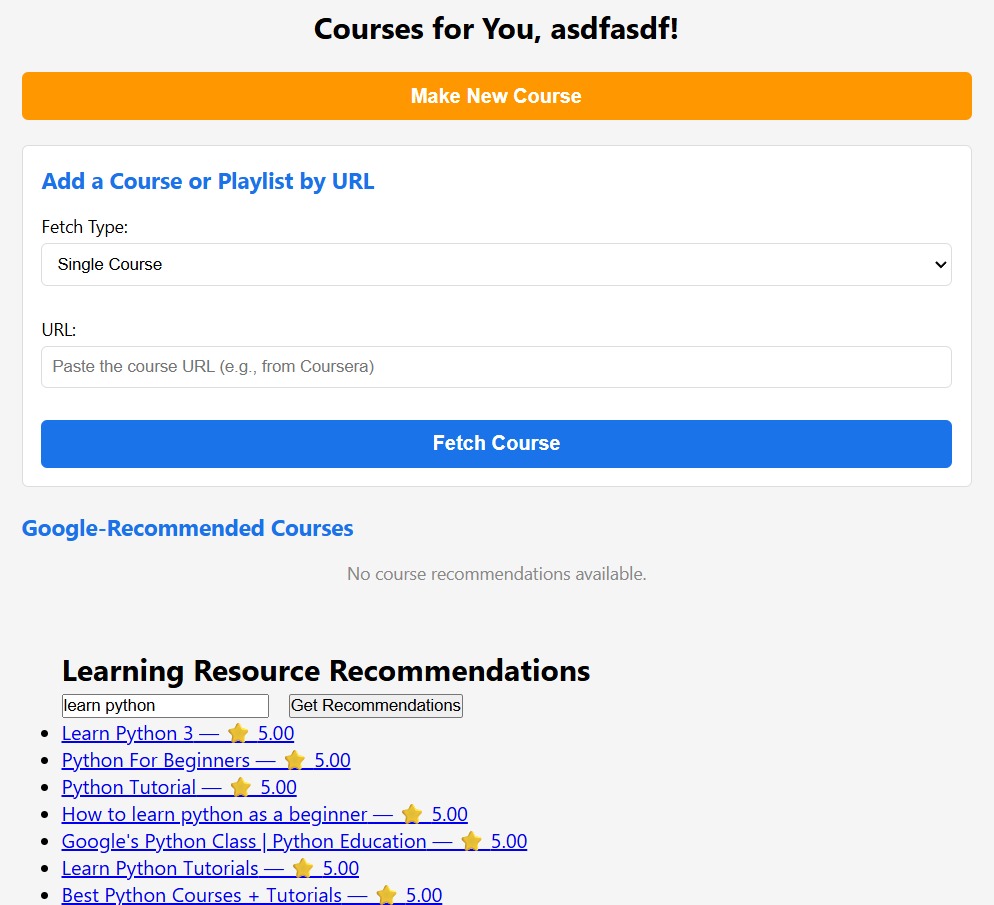 Courses for You, asdfasdf!
Make New Course
Add a Course or Playlist by URL
Fetch Type:
Single Course
URL:
Paste the course URL (e.g., from Coursera)
Fetch Course
Google-Recommended Courses
No course recommendations available.
Learning Resource Recommendations
learn python Get Recommendations
Learn Python 3 — ⭐ 5.00
Python For Beginners — ⭐ 5.00
Python Tutorial — ⭐ 5.00
How to learn python as a beginner — ⭐ 5.00
Google's Python Class | Python Education — ⭐ 5.00
Learn Python Tutorials — ⭐ 5.00
Best Python Courses + Tutorials — ⭐ 5.00